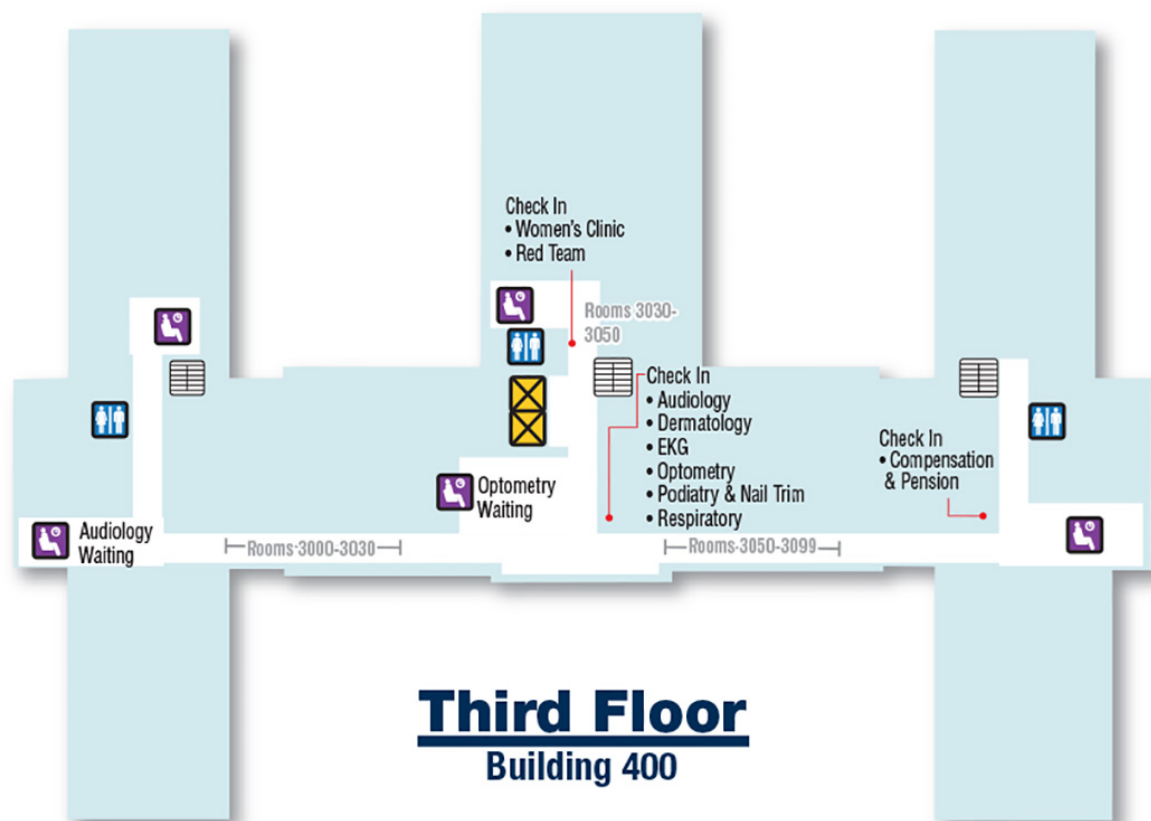 Check In
• Women's Clinic
• Red Team
Rooms 3030-
3050
Check In
• Audiology
• Dermatology
• EKG
• Optometry
• Podiatry & Nail Trim
• Respiratory
Check In
• Compensation
& Pension
Optometry
Waiting
Audiology
Waiting
Rooms 3000-3030
Rooms 3050-3099
Third Floor
Building 400